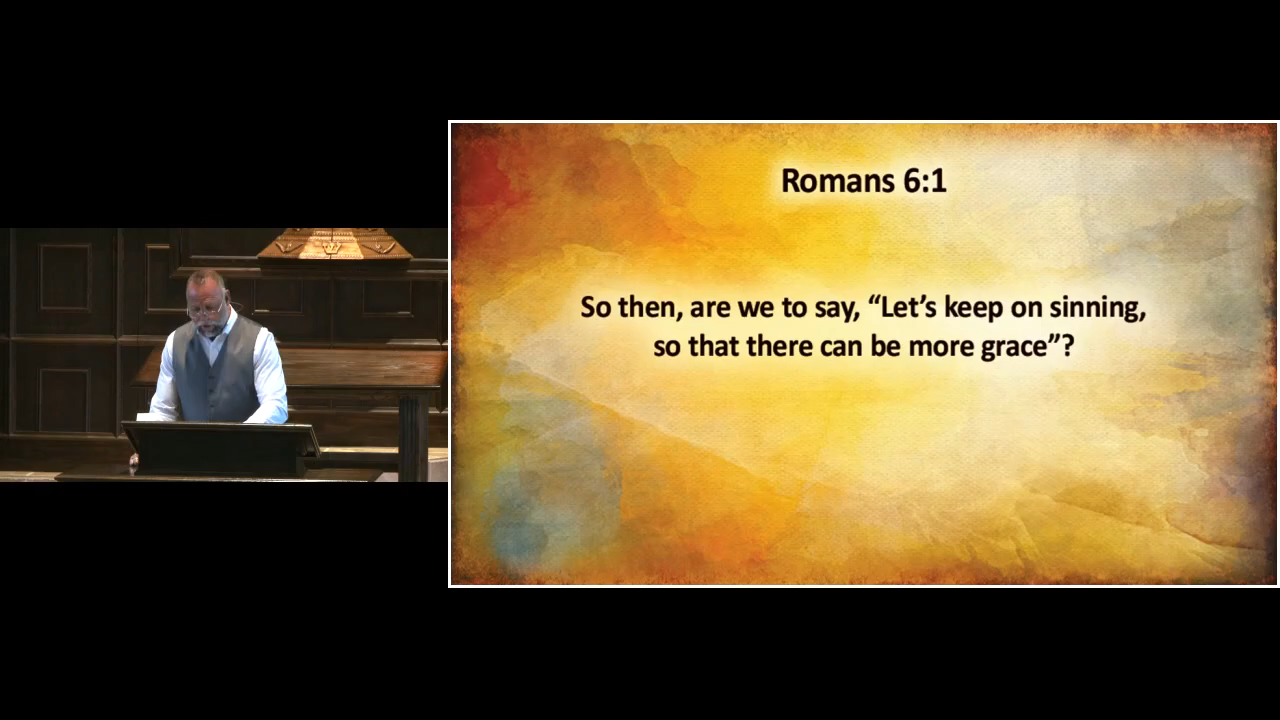 Romans 6:1
So then, are we to say, “Let’s keep on sinning,
so that there can be more grace”?